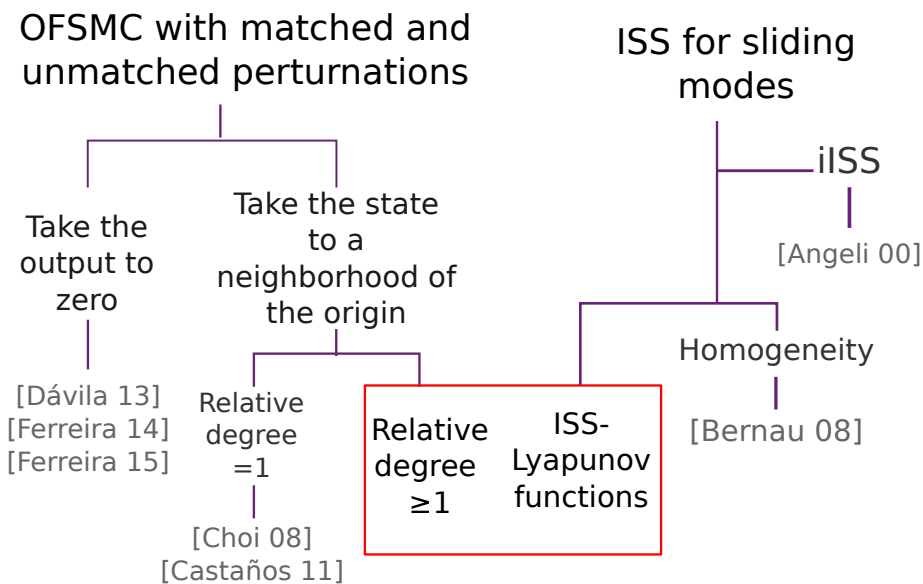 OFSMC with matched and
unmatched perturnations
Take the
output to
zero
[Dávila 13]
[Ferreira 14]
[Ferreira 15]
Take the state
to a
neighborhood of
the origin
Relative
degree
=1
[Choi 08]
[Castaños 11]
Relative
degree
≥1
ISS for sliding
modes
iISS
[Angeli 00]
ISS-
Lyapunov
functions
Homogeneity
[Bernau 08]